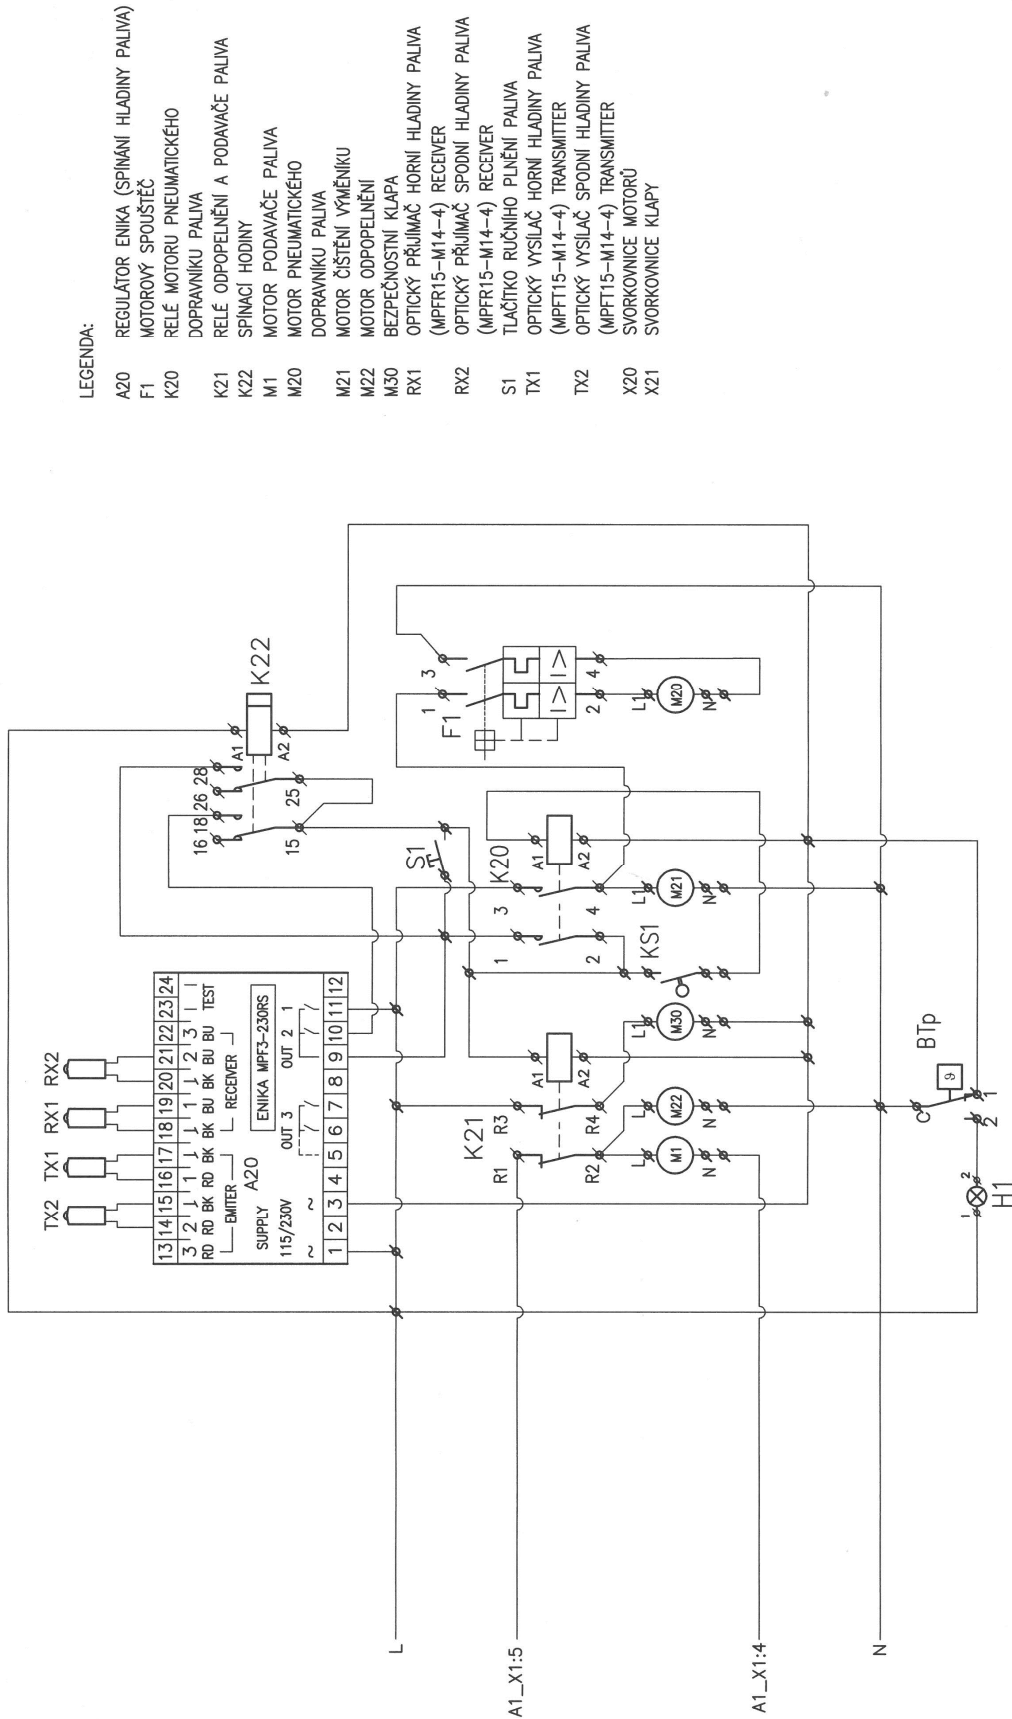 LEGENDA:
A20 REGULÁTOR ENIKA (SPÍNÁNÍ HLADINY PALIVA)
F1 MOTOROVÝ SPOUŠTĚČ
K20 RELÉ MOTORU PNEUMATICKÉHO
DOPRAVNÍKU PALIVA
K21 RELÉ ODPOPELNĚNÍ A PODAVAČE PALIVA
K22 SPÍNACÍ HODINY
M1 MOTOR PODAVAČE PALIVA
M20 MOTOR PNEUMATICKÉHO
DOPRAVNÍKU PALIVA
M21 MOTOR ČIŠTĚNÍ VÝMĚNÍKU
M22 MOTOR ODPOPELNĚNÍ
M30 BEZPEČNOSTNÍ KLAPA
RX1 OPTICKÝ PŘIJÍMAČ HORNÍ HLADINY PALIVA
(MPFR15-M14-4) RECEIVER
RX2 OPTICKÝ PŘIJÍMAČ SPODNÍ HLADINY PALIVA
(MPFR15-M14-4) RECEIVER
S1 TLAČÍTKO RUČNÍHO PLNĚNÍ PALIVA
TX1 OPTICKÝ VYSÍLAČ HORNÍ HLADINY PALIVA
(MPFT15-M14-4) TRANSMITTER
TX2 OPTICKÝ VYSÍLAČ SPODNÍ HLADINY PALIVA
(MPFT15-M14-4) TRANSMITTER
X20 SVORKOVNICE MOTORŮ
X21 SVORKOVNICE KLAPY
TX2 TX1 RX1 RX2
13 14 15 16 17 18 19 20 21 22 23 24
3 2 1 1 2 3
RD RD BK RD BK BK BU BK BU BU TEST
EMITER RECEIVER
A20
ENIKA MPF3-230RS
SUPPLY
115/230V
OUT 3 OUT 2 1
~ ~
1 2 3 4 5 6 7 8 9 10 11 12
16 18 26 28
A1
K22
15 25 A2
S1
L
K21
R1 R3
A1
R2 R4
A2
K20
1 3
A1
2 4
A2
F1
1 3
I> I>
2 4
KS1
L L L1 L1 L1
M1 M22 M30 M21 M20
N N N N N
A1_X1:5
A1_X1:4
N
BTp
C
ϑ
2 1
1 2
H1